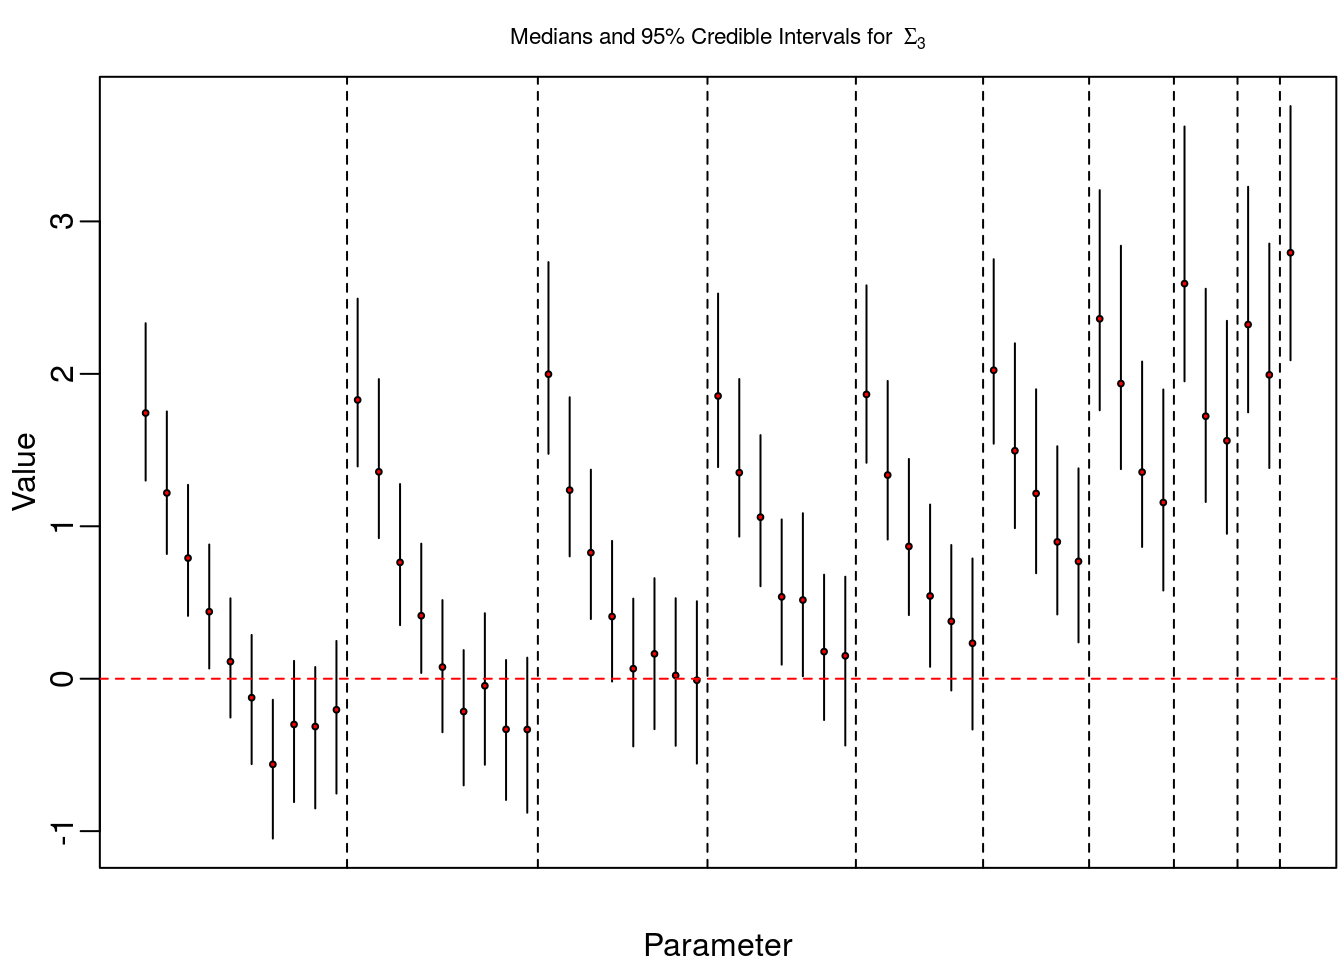 Medians and 95% Credible Intervals for Σ₃
Value
3
2
1
0
-1
Parameter